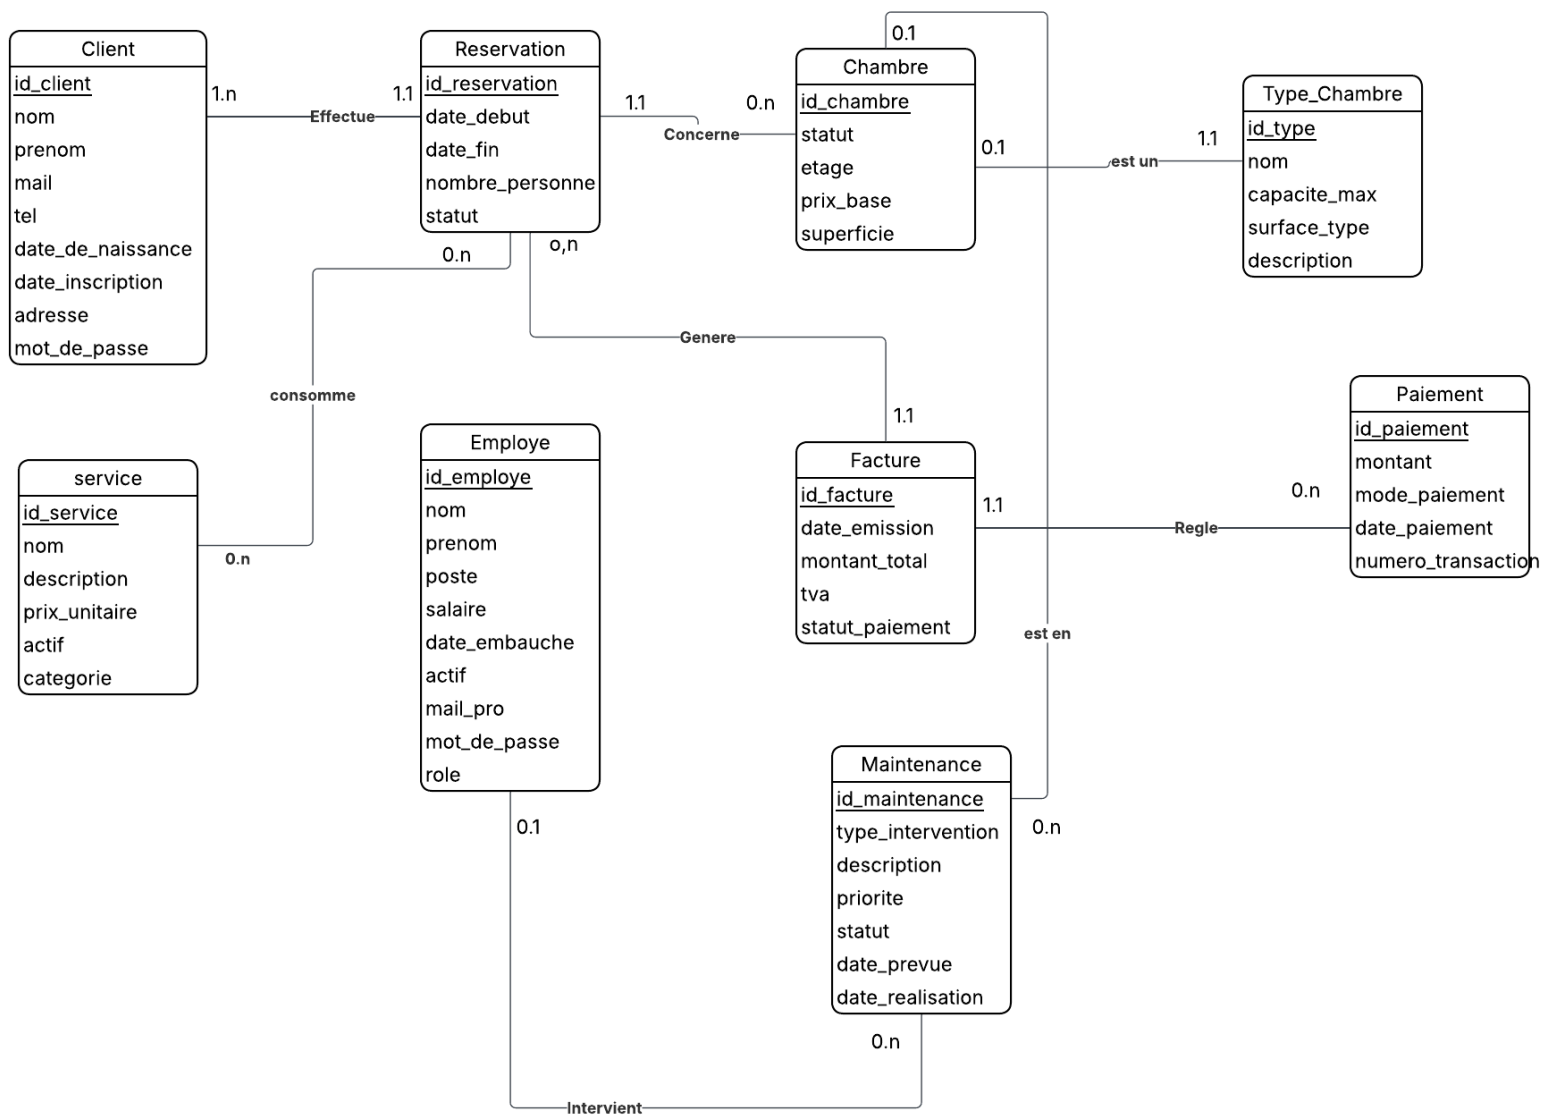 Client
id_client
nom
prenom
mail
tel
date_de_naissance
date_inscription
adresse
mot_de_passe
1.n
Effectue
1.1
Reservation
id_reservation
date_debut
date_fin
nombre_personne
statut
1.1
Concerne
0.n
0.1
Chambre
id_chambre
statut
etage
prix_base
superficie
0.1
est un
1.1
Type_Chambre
id_type
nom
capacite_max
surface_type
description
0.n
o,n
consomme
0.n
Genere
1.1
service
id_service
nom
description
prix_unitaire
actif
categorie
Employe
id_employe
nom
prenom
poste
salaire
date_embauche
actif
mail_pro
mot_de_passe
role
Facture
id_facture
date_emission
montant_total
tva
statut_paiement
1.1
Regle
0.n
Paiement
id_paiement
montant
mode_paiement
date_paiement
numero_transaction
est en
Maintenance
id_maintenance
type_intervention
description
priorite
statut
date_prevue
date_realisation
0.n
0.1
0.n
Intervient